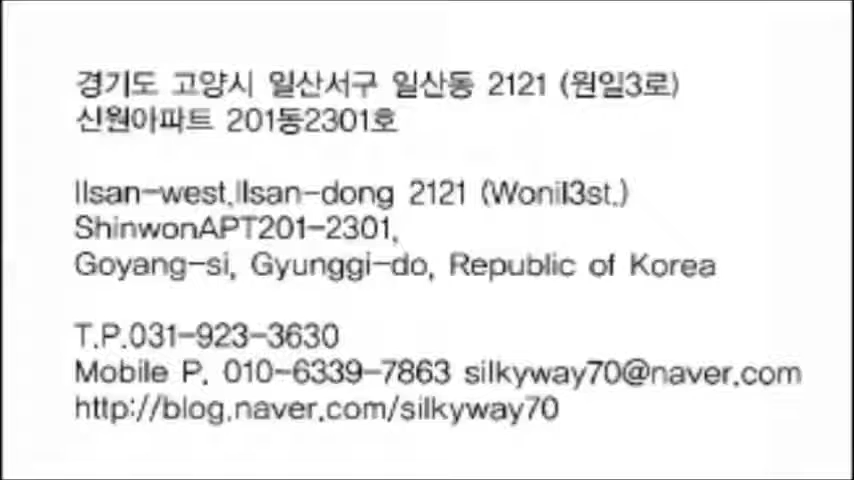 경기도 고양시 일산서구 일산동 2121 (원일3로)
신원아파트 201동2301호
Ilsan-west,Ilsan-dong 2121 (Wonil3st.)
ShinwonAPT201-2301,
Goyang-si, Gyunggi-do, Republic of Korea
T.P.031-923-3630
Mobile P. 010-6339-7863 silkyway70@naver.com
http://blog.naver.com/silkyway70